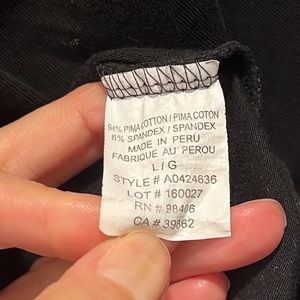 94% PIMA COTTON / PIMA COTON
6% SPANDEX / SPANDEX
MADE IN PERU
FABRIQUE AU PEROU
L / G
STYLE # A0424636
LOT # 160027
RN # 98406
CA # 39862